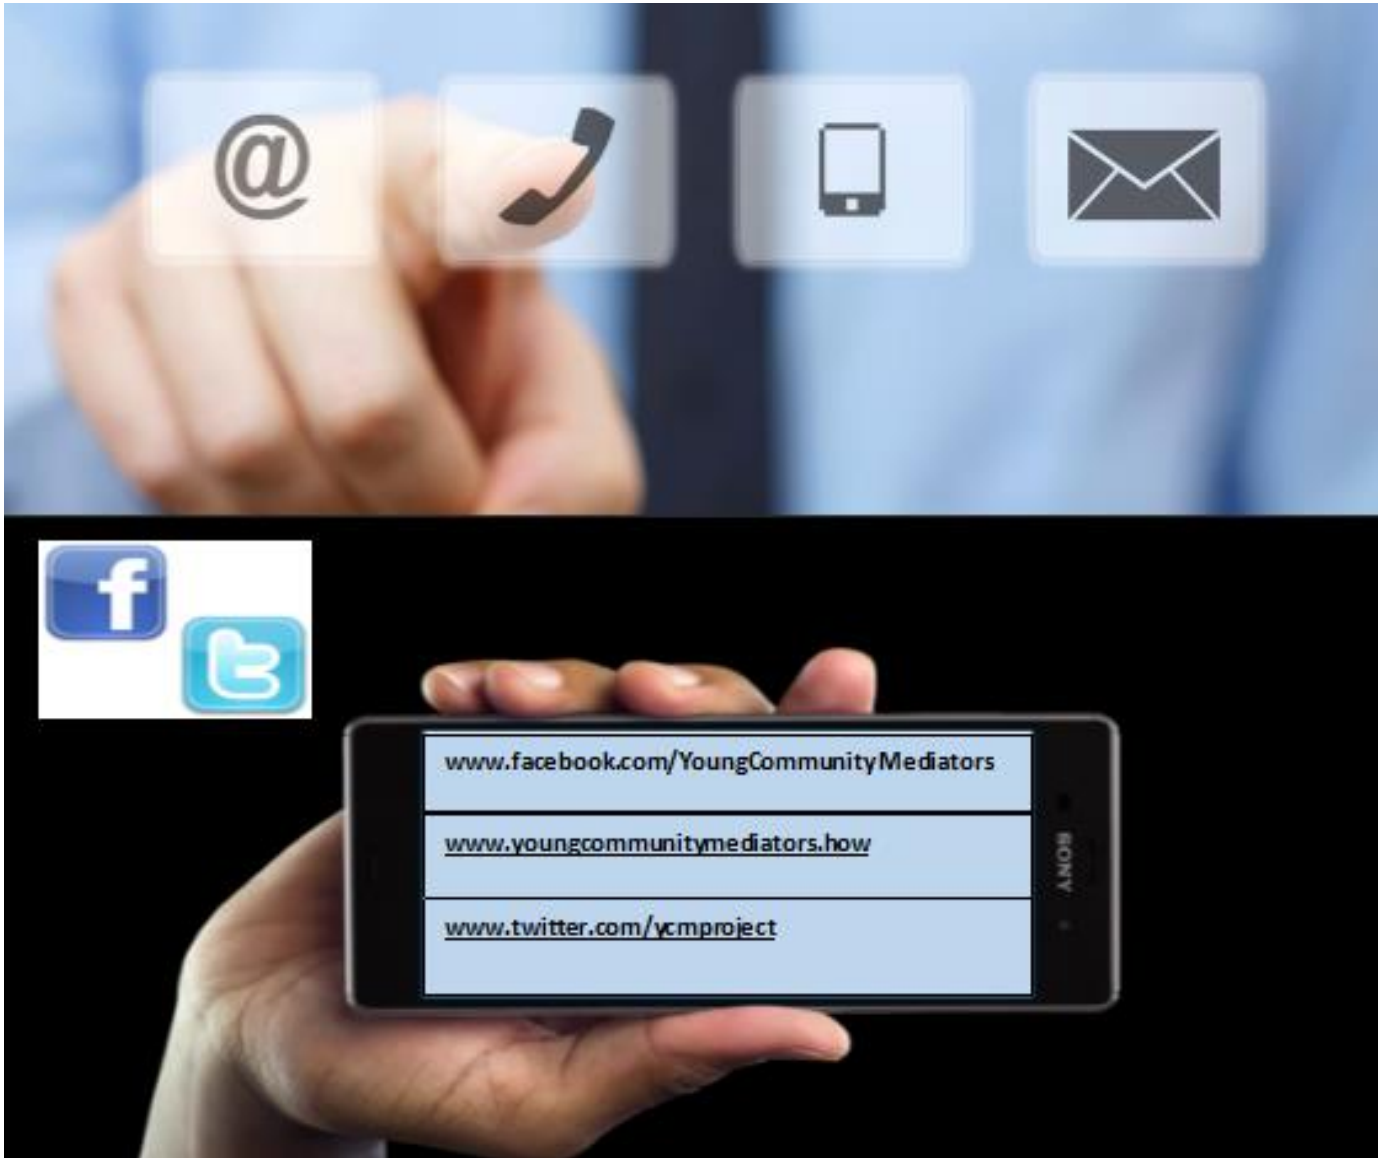 @
f
t
www.facebook.com/YoungCommunityMediators
www.youngcommunitymediators.how
www.twitter.com/ycmproject
SONY